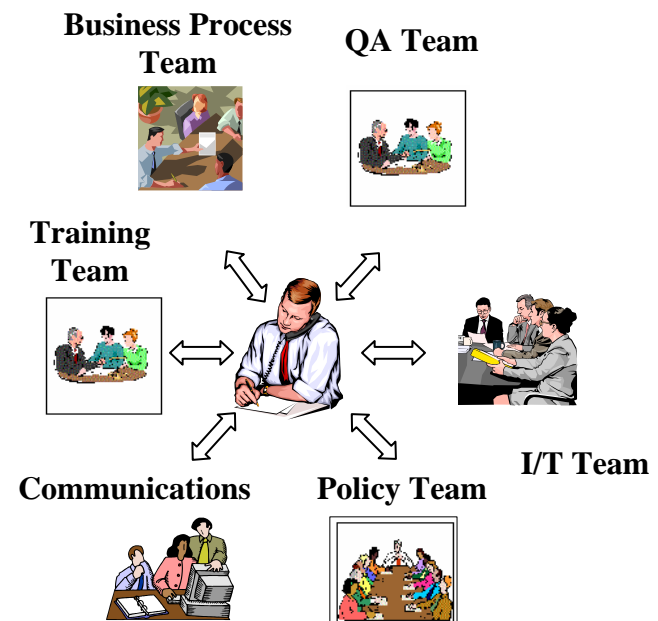 Business Process
Team
QA Team
Training
Team
I/T Team
Communications
Policy Team